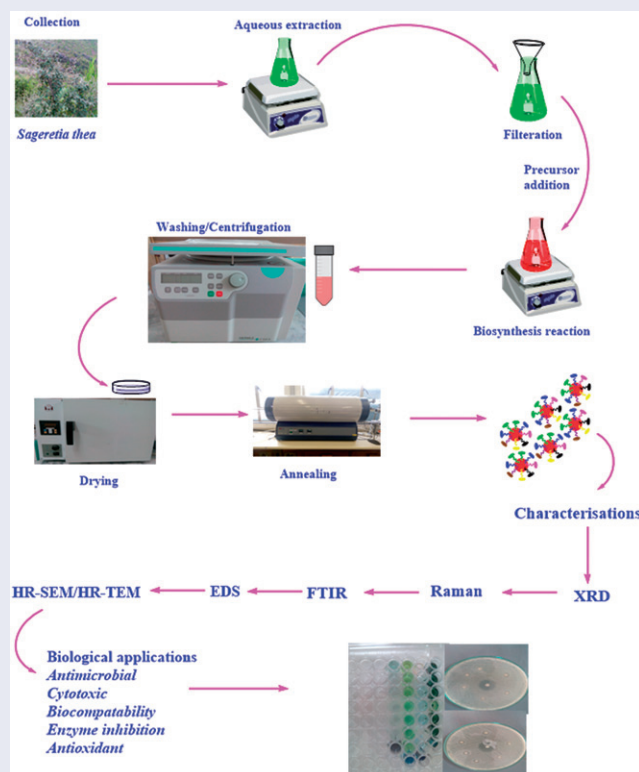 Collection
Aqueous extraction
Sageretia thea
Filteration
Precursor
addition
Washing/Centrifugation
Biosynthesis reaction
Drying
Annealing
Characterisations
HR-SEM/HR-TEM
EDS
FTIR
Raman
XRD
Biological applications
Antimicrobial
Cytotoxic
Biocompatability
Enzyme inhibition
Antioxidant